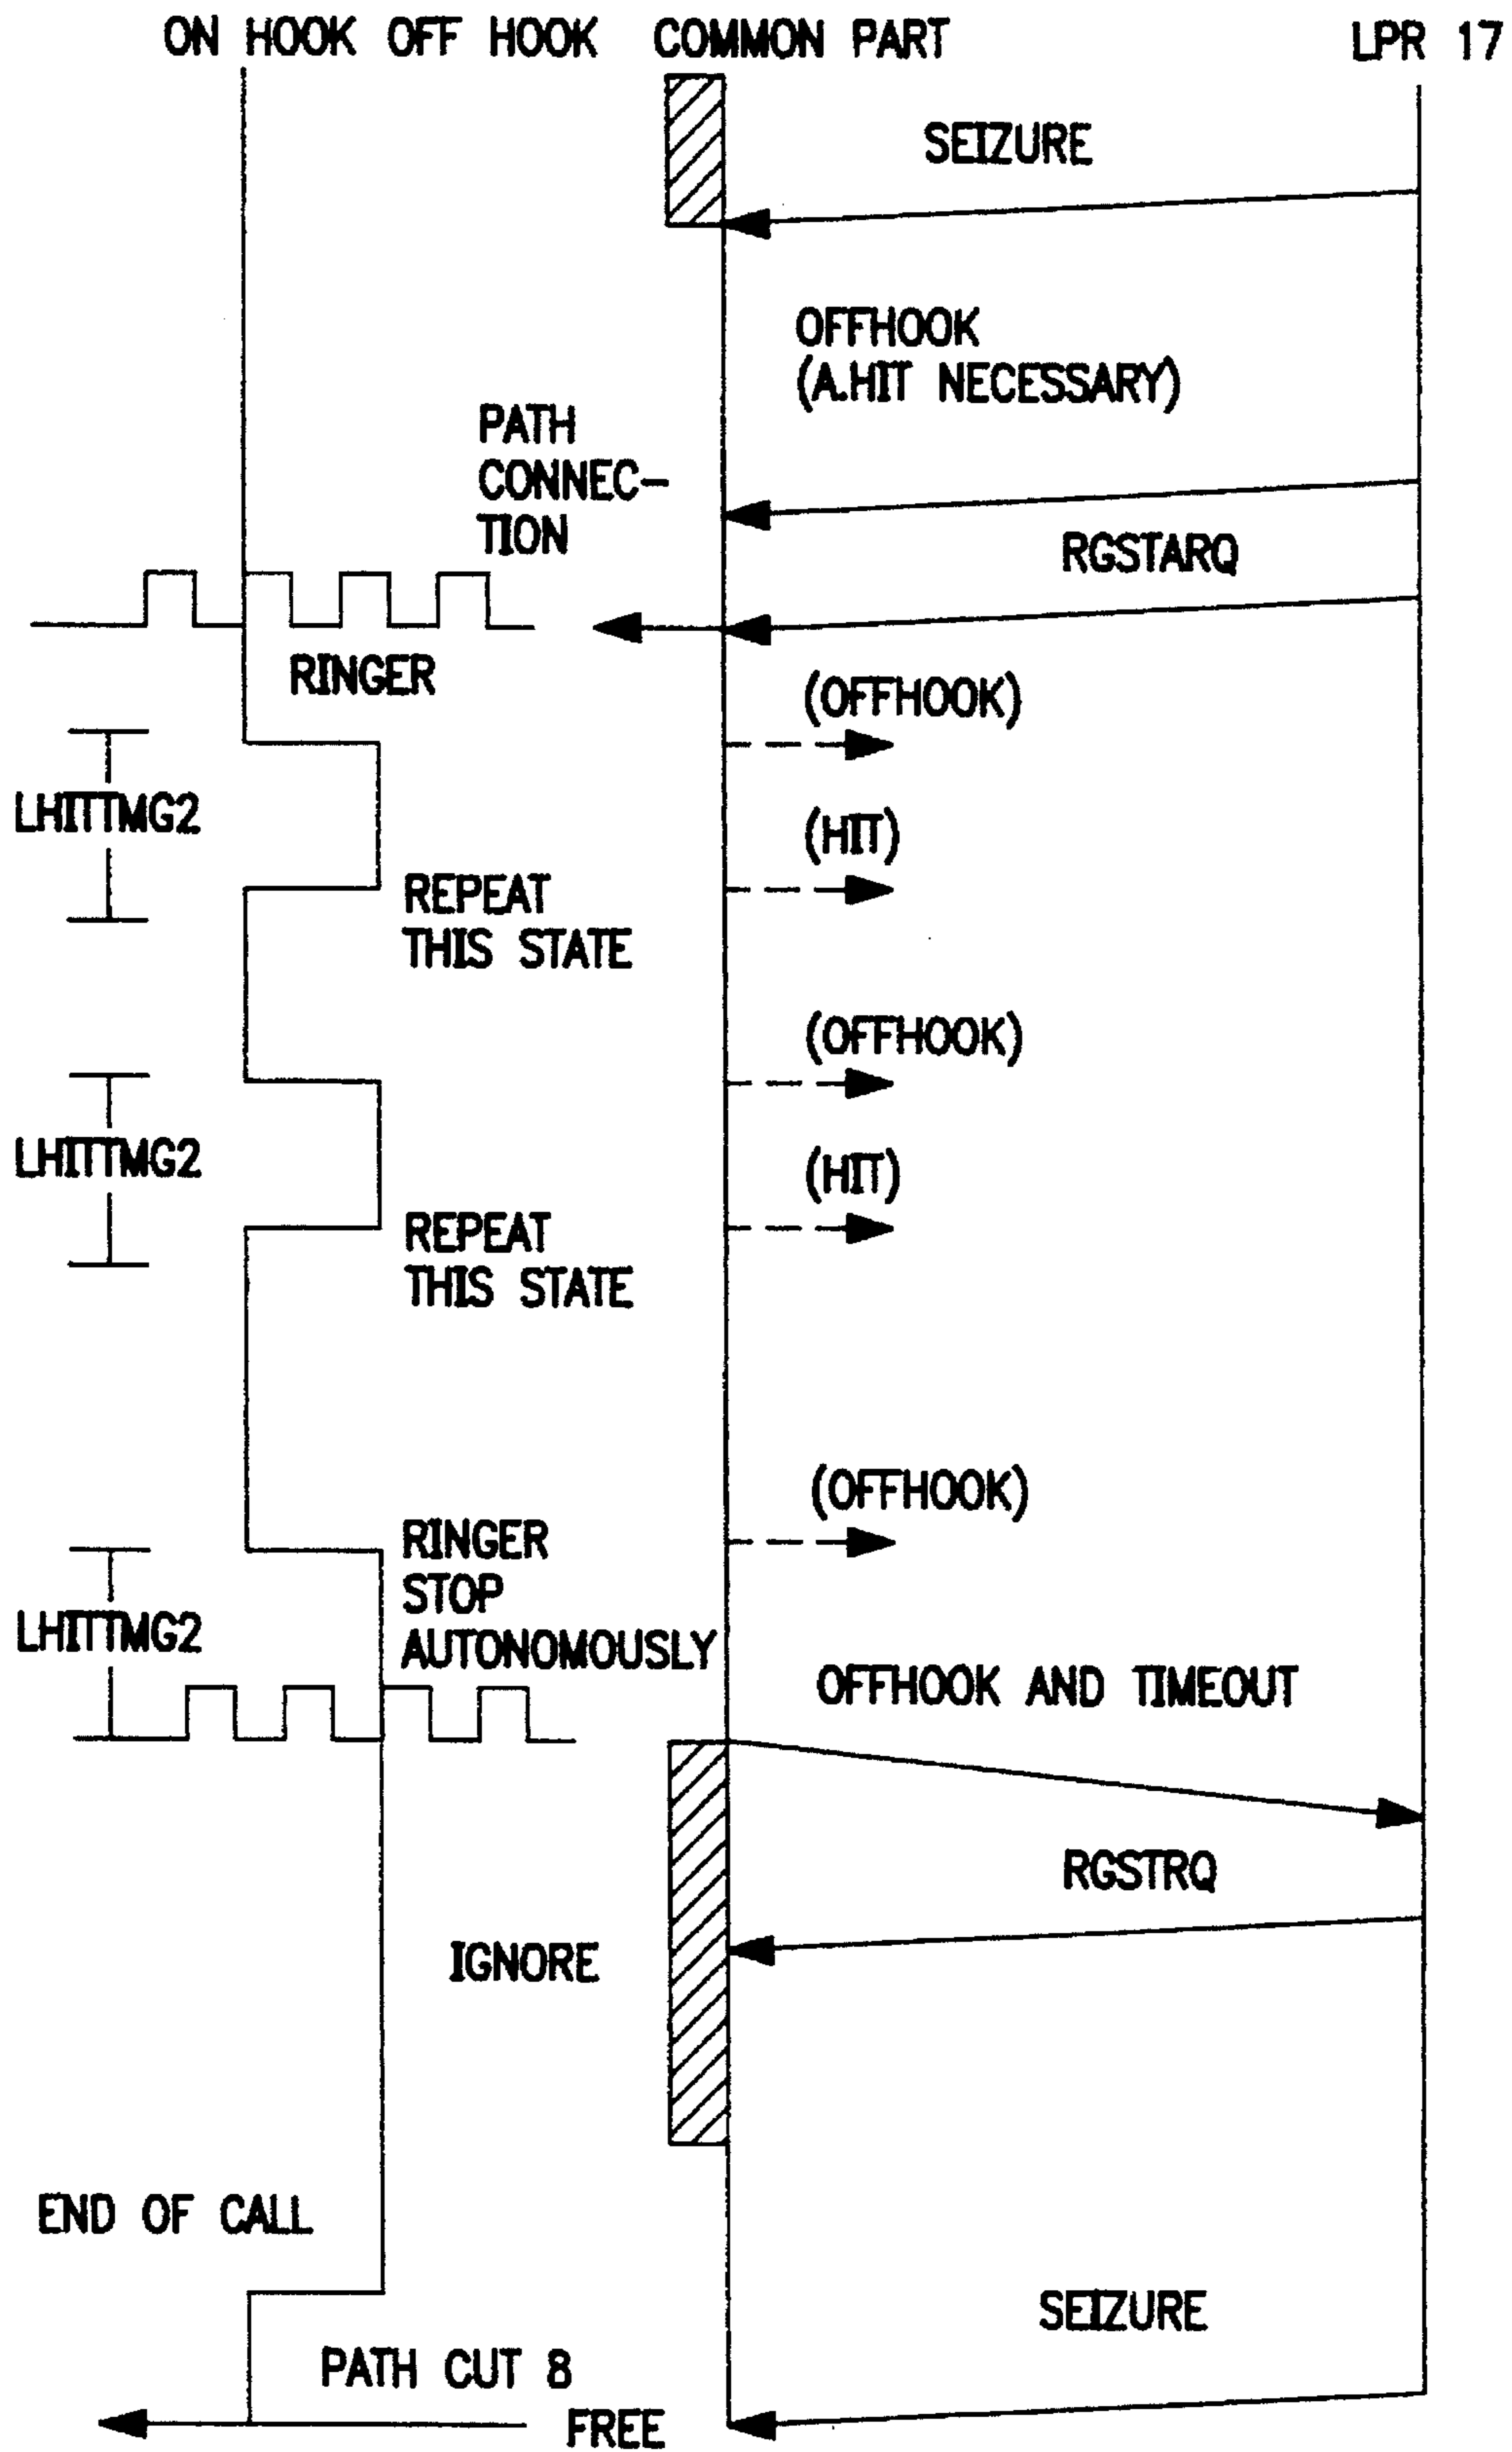 ON HOOK OFF HOOK COMMON PART LPR 17
SEIZURE
OFFHOOK
(A.HIT NECESSARY)
PATH
CONNEC-
TION
RGSTARQ
RINGER
(OFFHOOK)
LHITTMG2
(HIT)
REPEAT
THIS STATE
(OFFHOOK)
LHITTMG2
(HIT)
REPEAT
THIS STATE
(OFFHOOK)
RINGER
STOP
AUTONOMOUSLY
LHITTMG2
OFFHOOK AND TIMEOUT
RGSTRQ
IGNORE
END OF CALL
SEIZURE
PATH CUT 8
FREE